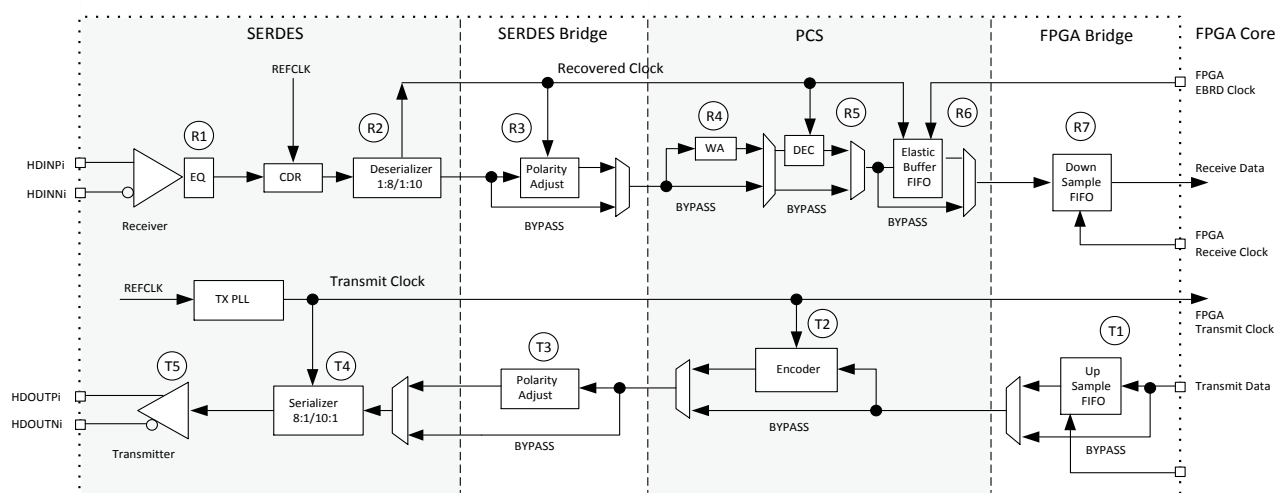 SERDES
SERDES Bridge
PCS
FPGA Bridge
FPGA Core
REFCLK
Recovered Clock
FPGA
EBRD Clock
R1
R2
R3
R4
R5
R6
R7
HDINPi
HDINNi
EQ
CDR
Deserializer
1:8/1:10
Polarity
Adjust
WA
DEC
Elastic
Buffer
FIFO
Down
Sample
FIFO
Receive Data
Receiver
BYPASS
BYPASS
BYPASS
BYPASS
FPGA
Receive Clock
REFCLK
TX PLL
Transmit Clock
FPGA
Transmit Clock
T5
T4
T3
T2
T1
HDOUTPi
HDOUTNi
Serializer
8:1/10:1
Polarity
Adjust
Encoder
Up
Sample
FIFO
Transmit Data
Transmitter
BYPASS
BYPASS
BYPASS